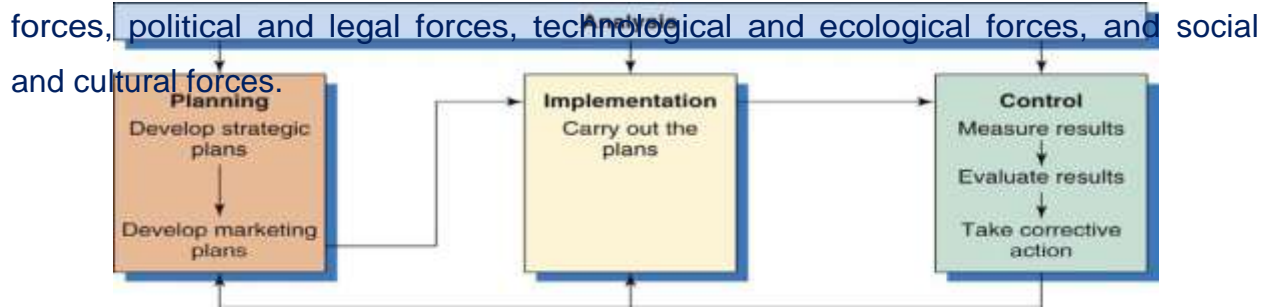 forces, political and legal forces, technological and ecological forces, and social
and cultural forces.
Analysis
Planning
Develop strategic
plans
Develop marketing
plans
Implementation
Carry out the
plans
Control
Measure results
Evaluate results
Take corrective
action